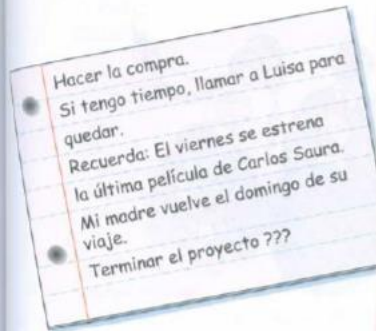 Hacer la compra.
Si tengo tiempo, llamar a Luisa para
quedar.
Recuerda: El viernes se estrena
la última película de Carlos Saura.
Mi madre vuelve el domingo de su
viaje.
Terminar el proyecto ???